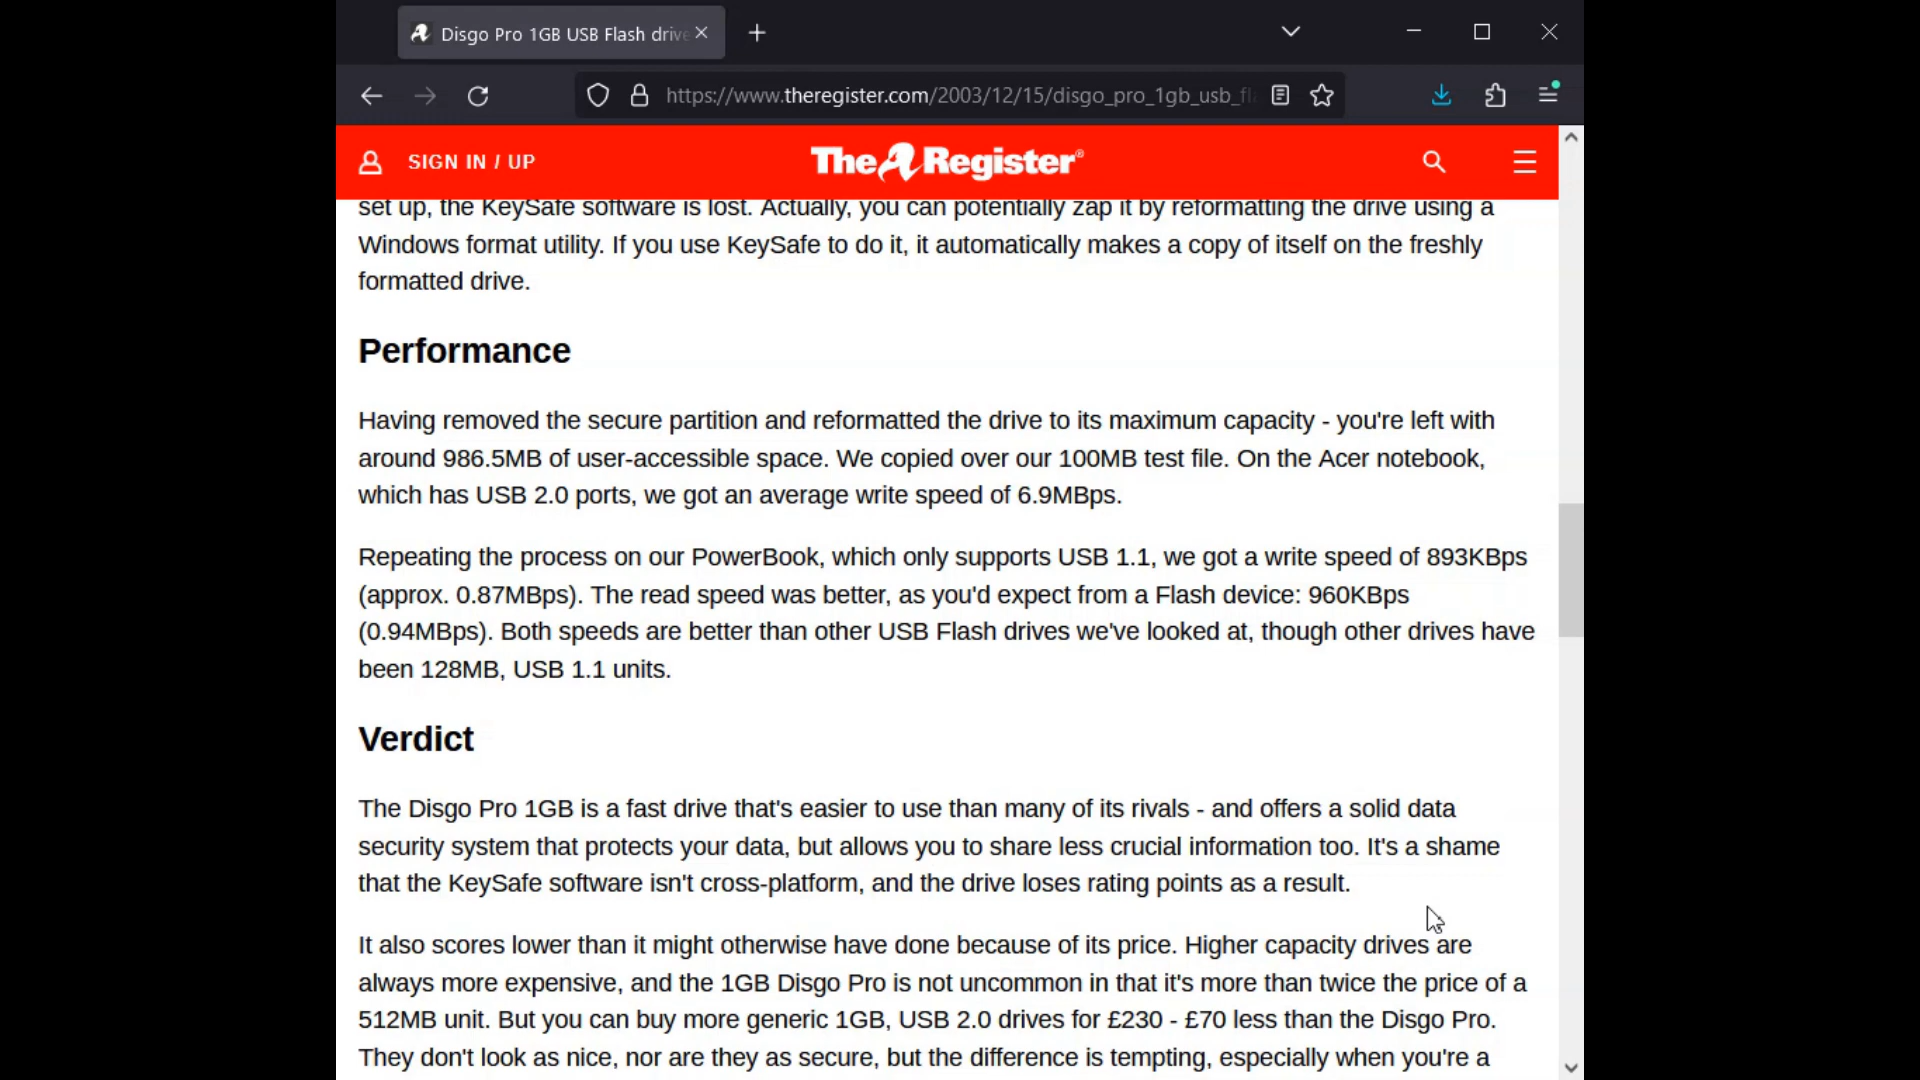 Disgo Pro 1GB USB Flash drive
https://www.theregister.com/2003/12/15/disgo_pro_1gb_usb_fl
SIGN IN / UP
The Register®
set up, the KeySafe software is lost. Actually, you can potentially zap it by reformatting the drive using a
Windows format utility. If you use KeySafe to do it, it automatically makes a copy of itself on the freshly
formatted drive.
Performance
Having removed the secure partition and reformatted the drive to its maximum capacity - you're left with
around 986.5MB of user-accessible space. We copied over our 100MB test file. On the Acer notebook,
which has USB 2.0 ports, we got an average write speed of 6.9MBps.
Repeating the process on our PowerBook, which only supports USB 1.1, we got a write speed of 893KBps
(approx. 0.87MBps). The read speed was better, as you'd expect from a Flash device: 960KBps
(0.94MBps). Both speeds are better than other USB Flash drives we've looked at, though other drives have
been 128MB, USB 1.1 units.
Verdict
The Disgo Pro 1GB is a fast drive that's easier to use than many of its rivals - and offers a solid data
security system that protects your data, but allows you to share less crucial information too. It's a shame
that the KeySafe software isn't cross-platform, and the drive loses rating points as a result.
It also scores lower than it might otherwise have done because of its price. Higher capacity drives are
always more expensive, and the 1GB Disgo Pro is not uncommon in that it's more than twice the price of a
512MB unit. But you can buy more generic 1GB, USB 2.0 drives for £230 - £70 less than the Disgo Pro.
They don't look as nice, nor are they as secure, but the difference is tempting, especially when you're a